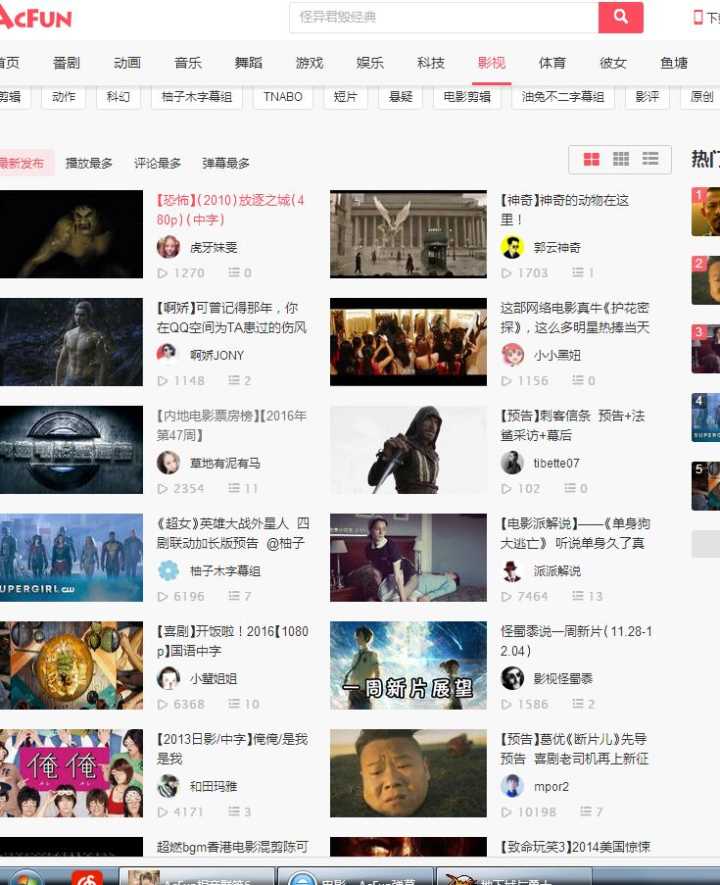 AcFun
怪异君毁经典
首页 番剧 动画 音乐 舞蹈 游戏 娱乐 科技 影视 体育 彼女 鱼塘
剪辑 动作 科幻 柚子木字幕组 TNABO 短片 悬疑 电影剪辑 油兔不二字幕组 影评 原创
最新发布 播放最多 评论最多 弹幕最多
热门
【恐怖】(2010)放逐之城(4
80p)(中字)
虎牙妹雯
1270 0
【神奇】神奇的动物在这
里！
郭云神奇
1703 1
1
2
【啊娇】可曾记得那年，你
在QQ空间为TA患过的伤风
啊娇JONY
1148 2
这部网络电影真牛《护花密
探》，这么多明星热捧当天
小小黑妞
1156 0
3
【内地电影票房榜】【2016年
第47周】
草地有泥有马
2354 11
【预告】刺客信条 预告+法
鲨采访+幕后
tibette07
102 0
4
5
SUPERGIRL CW
《超女》英雄大战外星人 四
剧联动加长版预告 @柚子
柚子木字幕组
6196 7
【电影派解说】——《单身狗
大逃亡》 听说单身久了真
派派解说
7464 13
【喜剧】开饭啦！2016【1080
p】国语中字
小蘷姐姐
6368 10
一周新片展望
怪蜀黍说一周新片(11.28-1
2.04)
影视怪蜀黍
1586 2
俺俺
【2013日影/中字】俺俺/是我
是我
和田玛雅
4171 3
【预告】葛优《断片儿》先导
预告 喜剧老司机再上新征
mpor2
10198 7
超燃bgm香港电影混剪陈可
【致命玩笑3】2014美国惊悚